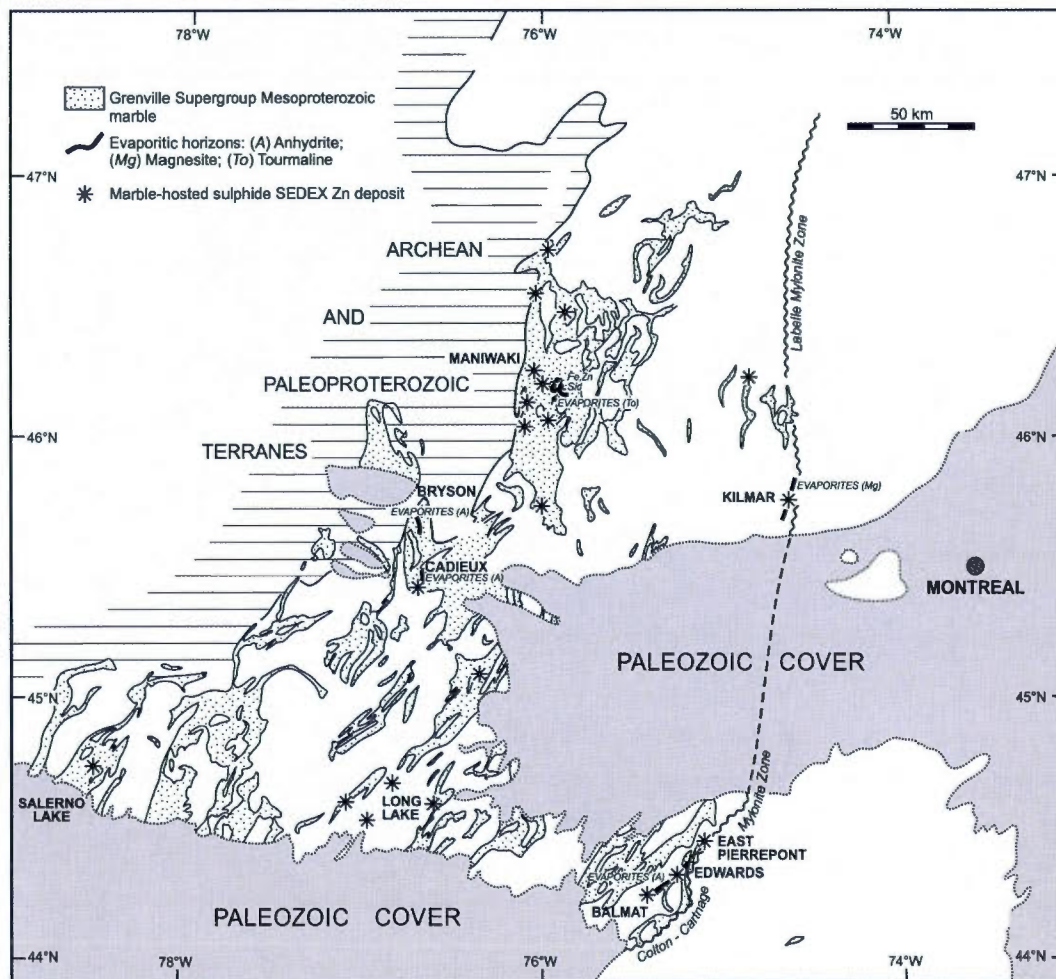 78°W
76°W
74°W
Grenville Supergroup Mesoproterozoic
marble
Evaporitic horizons: (A) Anhydrite;
(Mg) Magnesite; (To) Tourmaline
Marble-hosted sulphide SEDEX Zn deposit
50 km
47°N
47°N
ARCHEAN
AND
PALEOPROTEROZOIC
TERRANES
Labelle Mylonite Zone
MANIWAKI
Fe,Zn
Sid
EVAPORITES (To)
46°N
46°N
BRYSON
EVAPORITES (A)
KILMAR
EVAPORITES (Mg)
CADIEUX
EVAPORITES (A)
MONTREAL
PALEOZOIC COVER
45°N
45°N
SALERNO
LAKE
LONG
LAKE
Mylonite Zone
EAST
PIERREPONT
EDWARDS
EVAPORITES (A)
BALMAT
Colton - Cartnage
PALEOZOIC COVER
44°N
44°N
78°W
76°W
74°W